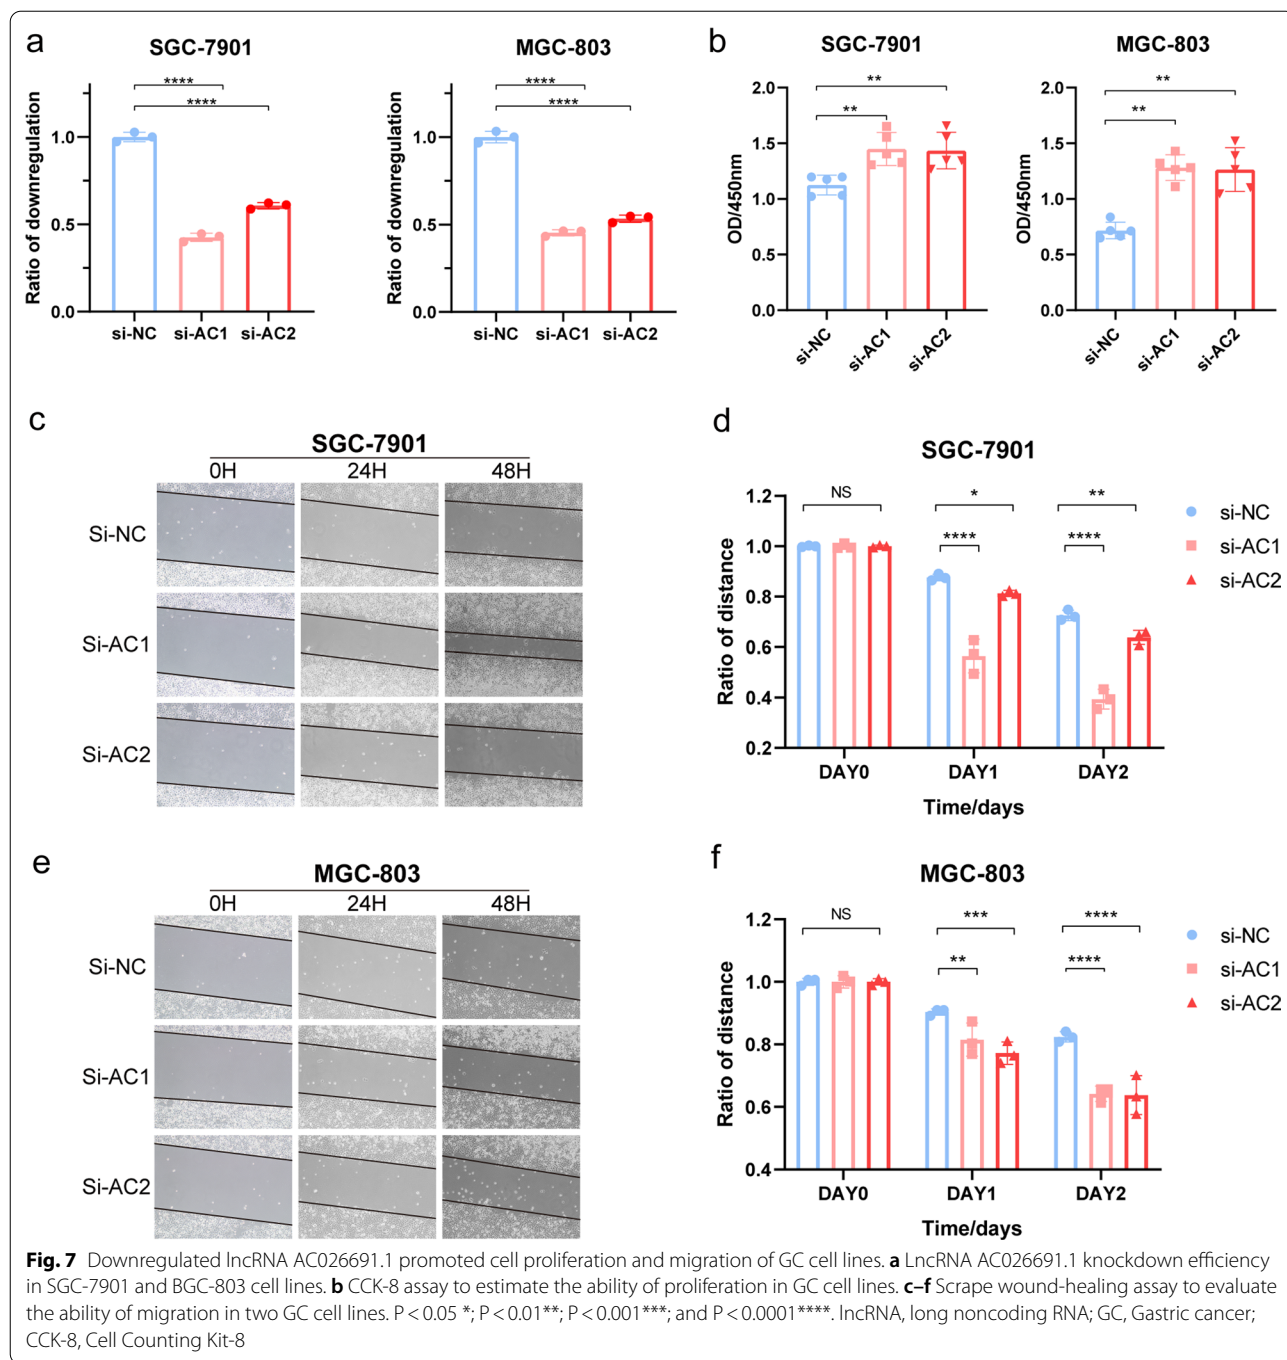 a
SGC-7901
MGC-803
Ratio of downregulation
1.0
0.5
0.0
****
****
si-NC si-AC1 si-AC2
Ratio of downregulation
1.0
0.5
0.0
****
****
si-NC si-AC1 si-AC2
b
SGC-7901
MGC-803
OD/450nm
2.0
1.5
1.0
0.5
0.0
**
**
si-NC si-AC1 si-AC2
OD/450nm
2.0
1.5
1.0
0.5
0.0
**
**
si-NC si-AC1 si-AC2
c
SGC-7901
0H 24H 48H
Si-NC
Si-AC1
Si-AC2
d
SGC-7901
Ratio of distance
1.2
1.0
0.8
0.6
0.4
0.2
NS * **
**** ****
DAY0 DAY1 DAY2
Time/days
si-NC
si-AC1
si-AC2
e
MGC-803
0H 24H 48H
Si-NC
Si-AC1
Si-AC2
f
MGC-803
Ratio of distance
1.2
1.0
0.8
0.6
0.4
NS *** ****
** ****
DAY0 DAY1 DAY2
Time/days
si-NC
si-AC1
si-AC2
Fig. 7 Downregulated lncRNA AC026691.1 promoted cell proliferation and migration of GC cell lines. a LncRNA AC026691.1 knockdown efficiency
in SGC-7901 and BGC-803 cell lines. b CCK-8 assay to estimate the ability of proliferation in GC cell lines. c–f Scrape wound-healing assay to evaluate
the ability of migration in two GC cell lines. P < 0.05 *; P < 0.01**; P < 0.001***; and P < 0.0001****. lncRNA, long noncoding RNA; GC, Gastric cancer;
CCK-8, Cell Counting Kit-8